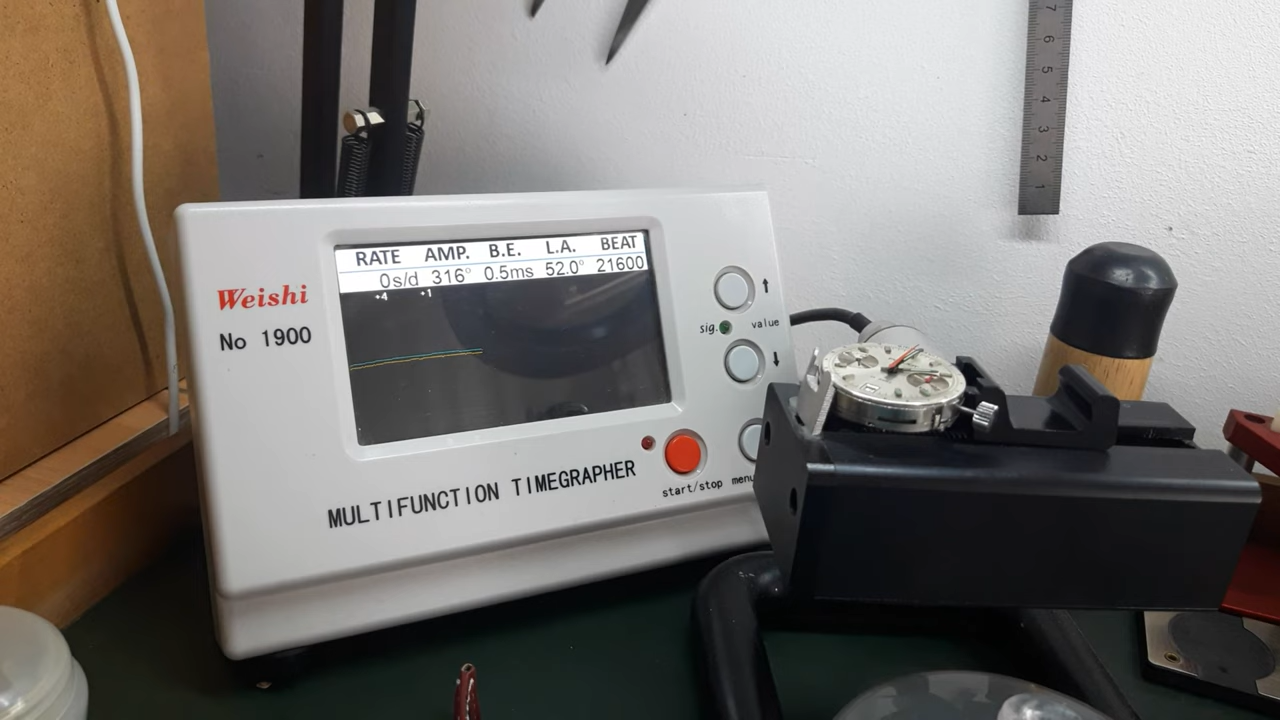 RATE AMP. B.E. L.A. BEAT
0s/d 316° 0.5ms 52.0° 21600
+4 +1
Weishi
No 1900
sig. value
MULTIFUNCTION TIMEGRAPHER
start/stop menu
7
6
5
4
3
2
1